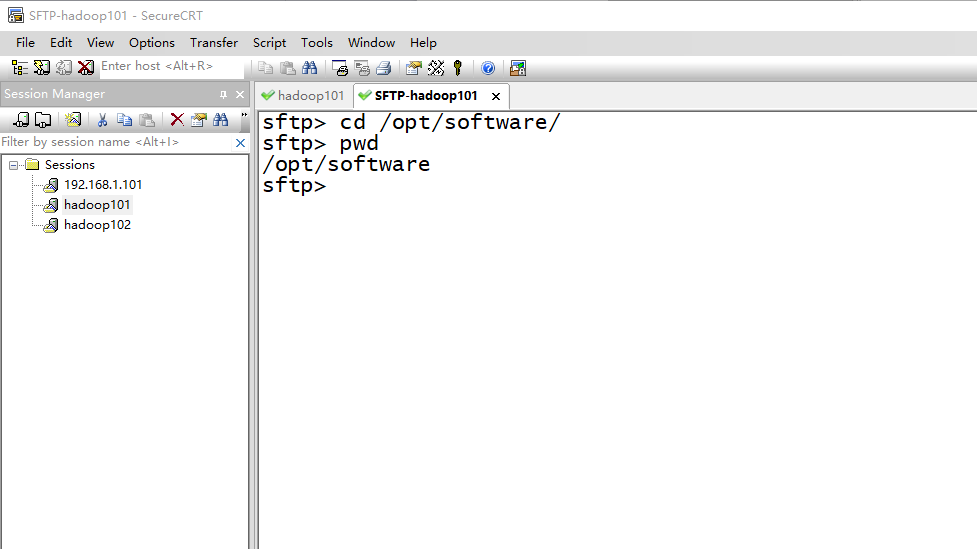 SFTP-hadoop101 - SecureCRT
File Edit View Options Transfer Script Tools Window Help
Enter host <Alt+R>
Session Manager
hadoop101
SFTP-hadoop101
Filter by session name <Alt+I>
Sessions
192.168.1.101
hadoop101
hadoop102
sftp> cd /opt/software/
sftp> pwd
/opt/software
sftp>